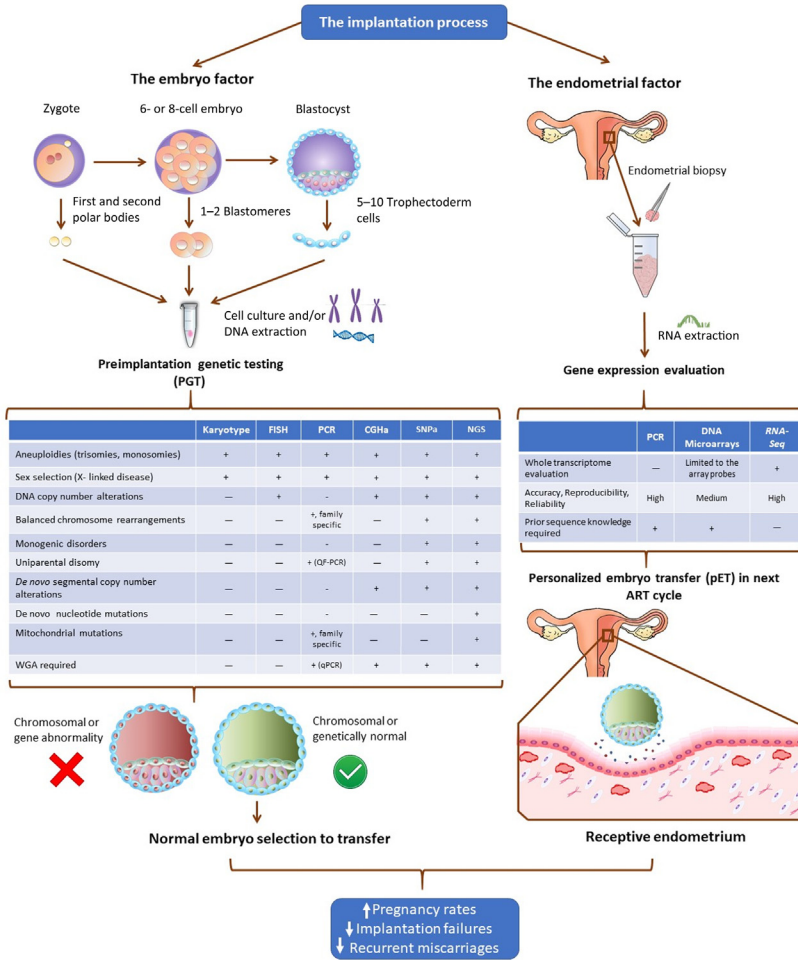 The implantation process
The embryo factor
Zygote
6- or 8-cell embryo
Blastocyst
First and second
polar bodies
1–2 Blastomeres
5–10 Trophectoderm
cells
Cell culture and/or
DNA extraction
Preimplantation genetic testing
(PGT)
Karyotype FISH PCR CGHa SNPa NGS
Aneuploidies (trisomies, monosomies) + + + + + +
Sex selection (X- linked disease) + + + + + +
DNA copy number alterations — + - + + +
Balanced chromosome rearrangements — — +, family specific — + +
Monogenic disorders — — - — + +
Uniparental disomy — — + (QF-PCR) — + +
De novo segmental copy number
alterations — — - + + +
De novo nucleotide mutations — — - — — +
Mitochondrial mutations — — +, family specific — — +
WGA required — — + (qPCR) + + +
Chromosomal or
gene abnormality
Chromosomal or
genetically normal
Normal embryo selection to transfer
The endometrial factor
Endometrial biopsy
RNA extraction
Gene expression evaluation
PCR DNA Microarrays RNA-Seq
Whole transcriptome
evaluation — Limited to the array probes +
Accuracy, Reproducibility,
Reliability High Medium High
Prior sequence knowledge
required + + —
Personalized embryo transfer (pET) in next
ART cycle
Receptive endometrium
Pregnancy rates
Implantation failures
Recurrent miscarriages